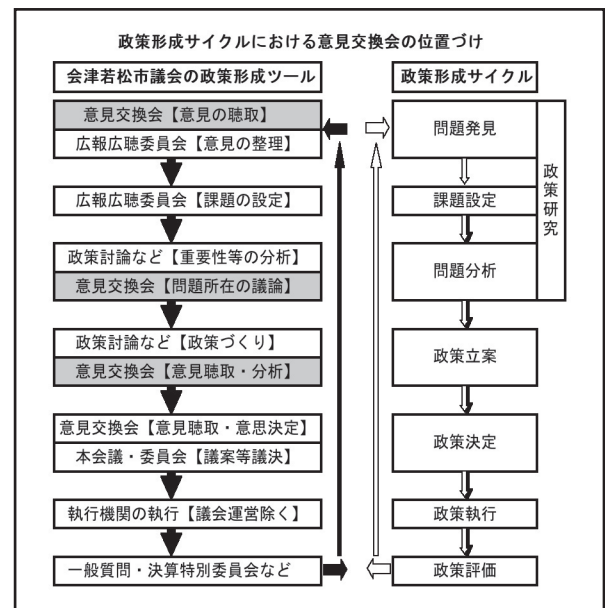 政策形成サイクルにおける意見交換会の位置づけ
会津若松市議会の政策形成ツール
意見交換会【意見の聴取】
広報広聴委員会【意見の整理】
広報広聴委員会【課題の設定】
政策討論など【重要性等の分析】
意見交換会【問題所在の議論】
政策討論など【政策づくり】
意見交換会【意見聴取・分析】
意見交換会【意見聴取・意思決定】
本会議・委員会【議案等議決】
執行機関の執行【議会運営除く】
一般質問・決算特別委員会など
政策形成サイクル
問題発見
課題設定
問題分析
政策研究
政策立案
政策決定
政策執行
政策評価